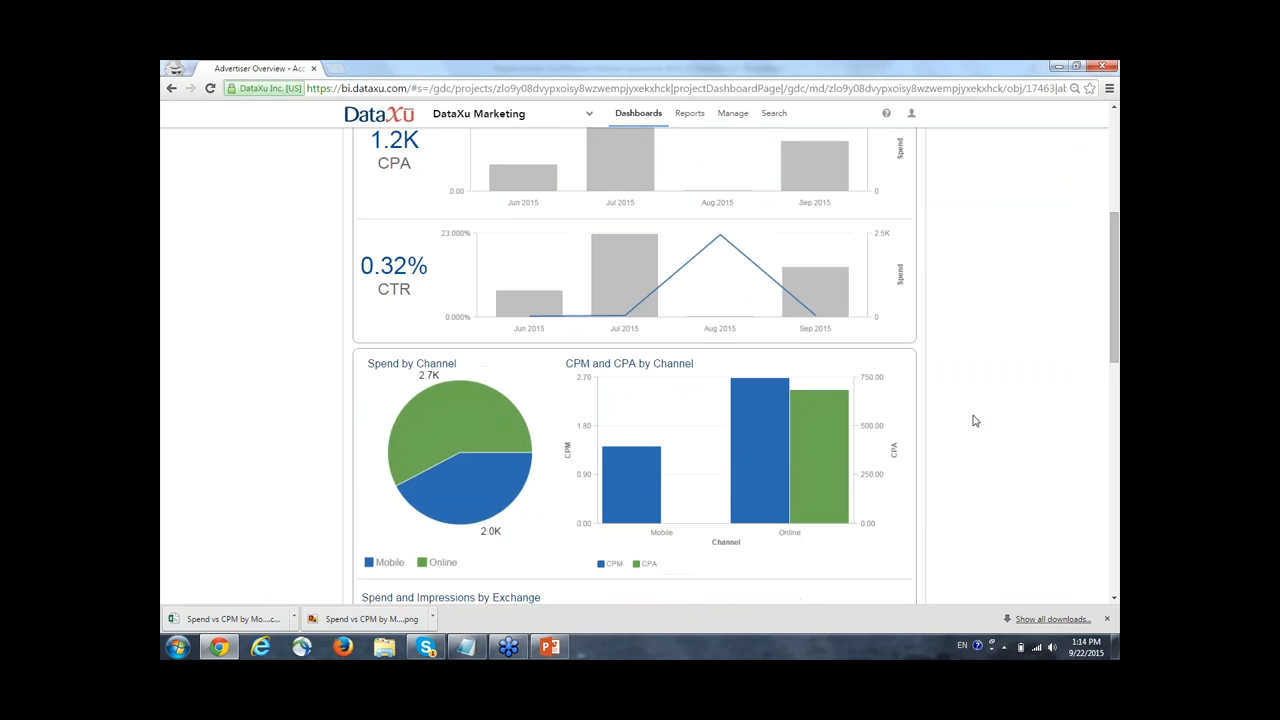 Advertiser Overview - Acc
DataXu Inc. [US]
https://bi.dataxu.com/#s=/gdc/projects/zlo9y08dvypxoisy8wzwempjyxekxhck|projectDashboardPage|/gdc/md/zlo9y08dvypxoisy8wzwempjyxekxhck/obj/17463|ab
DataXu
DataXu Marketing
Dashboards
Reports
Manage
Search
1.2K
CPA
0.00
0
Spend
Jun 2015
Jul 2015
Aug 2015
Sep 2015
0.32%
CTR
23.000%
0.000%
2.5K
0
Spend
Jun 2015
Jul 2015
Aug 2015
Sep 2015
Spend by Channel
2.7K
2.0K
Mobile
Online
CPM and CPA by Channel
2.70
1.80
0.90
0.00
CPM
750.00
500.00
250.00
0.00
CPA
Mobile
Online
Channel
CPM
CPA
Spend and Impressions by Exchange
Spend vs CPM by Mo....c...
Spend vs CPM by M....png
Show all downloads...
EN
1:14 PM
9/22/2015